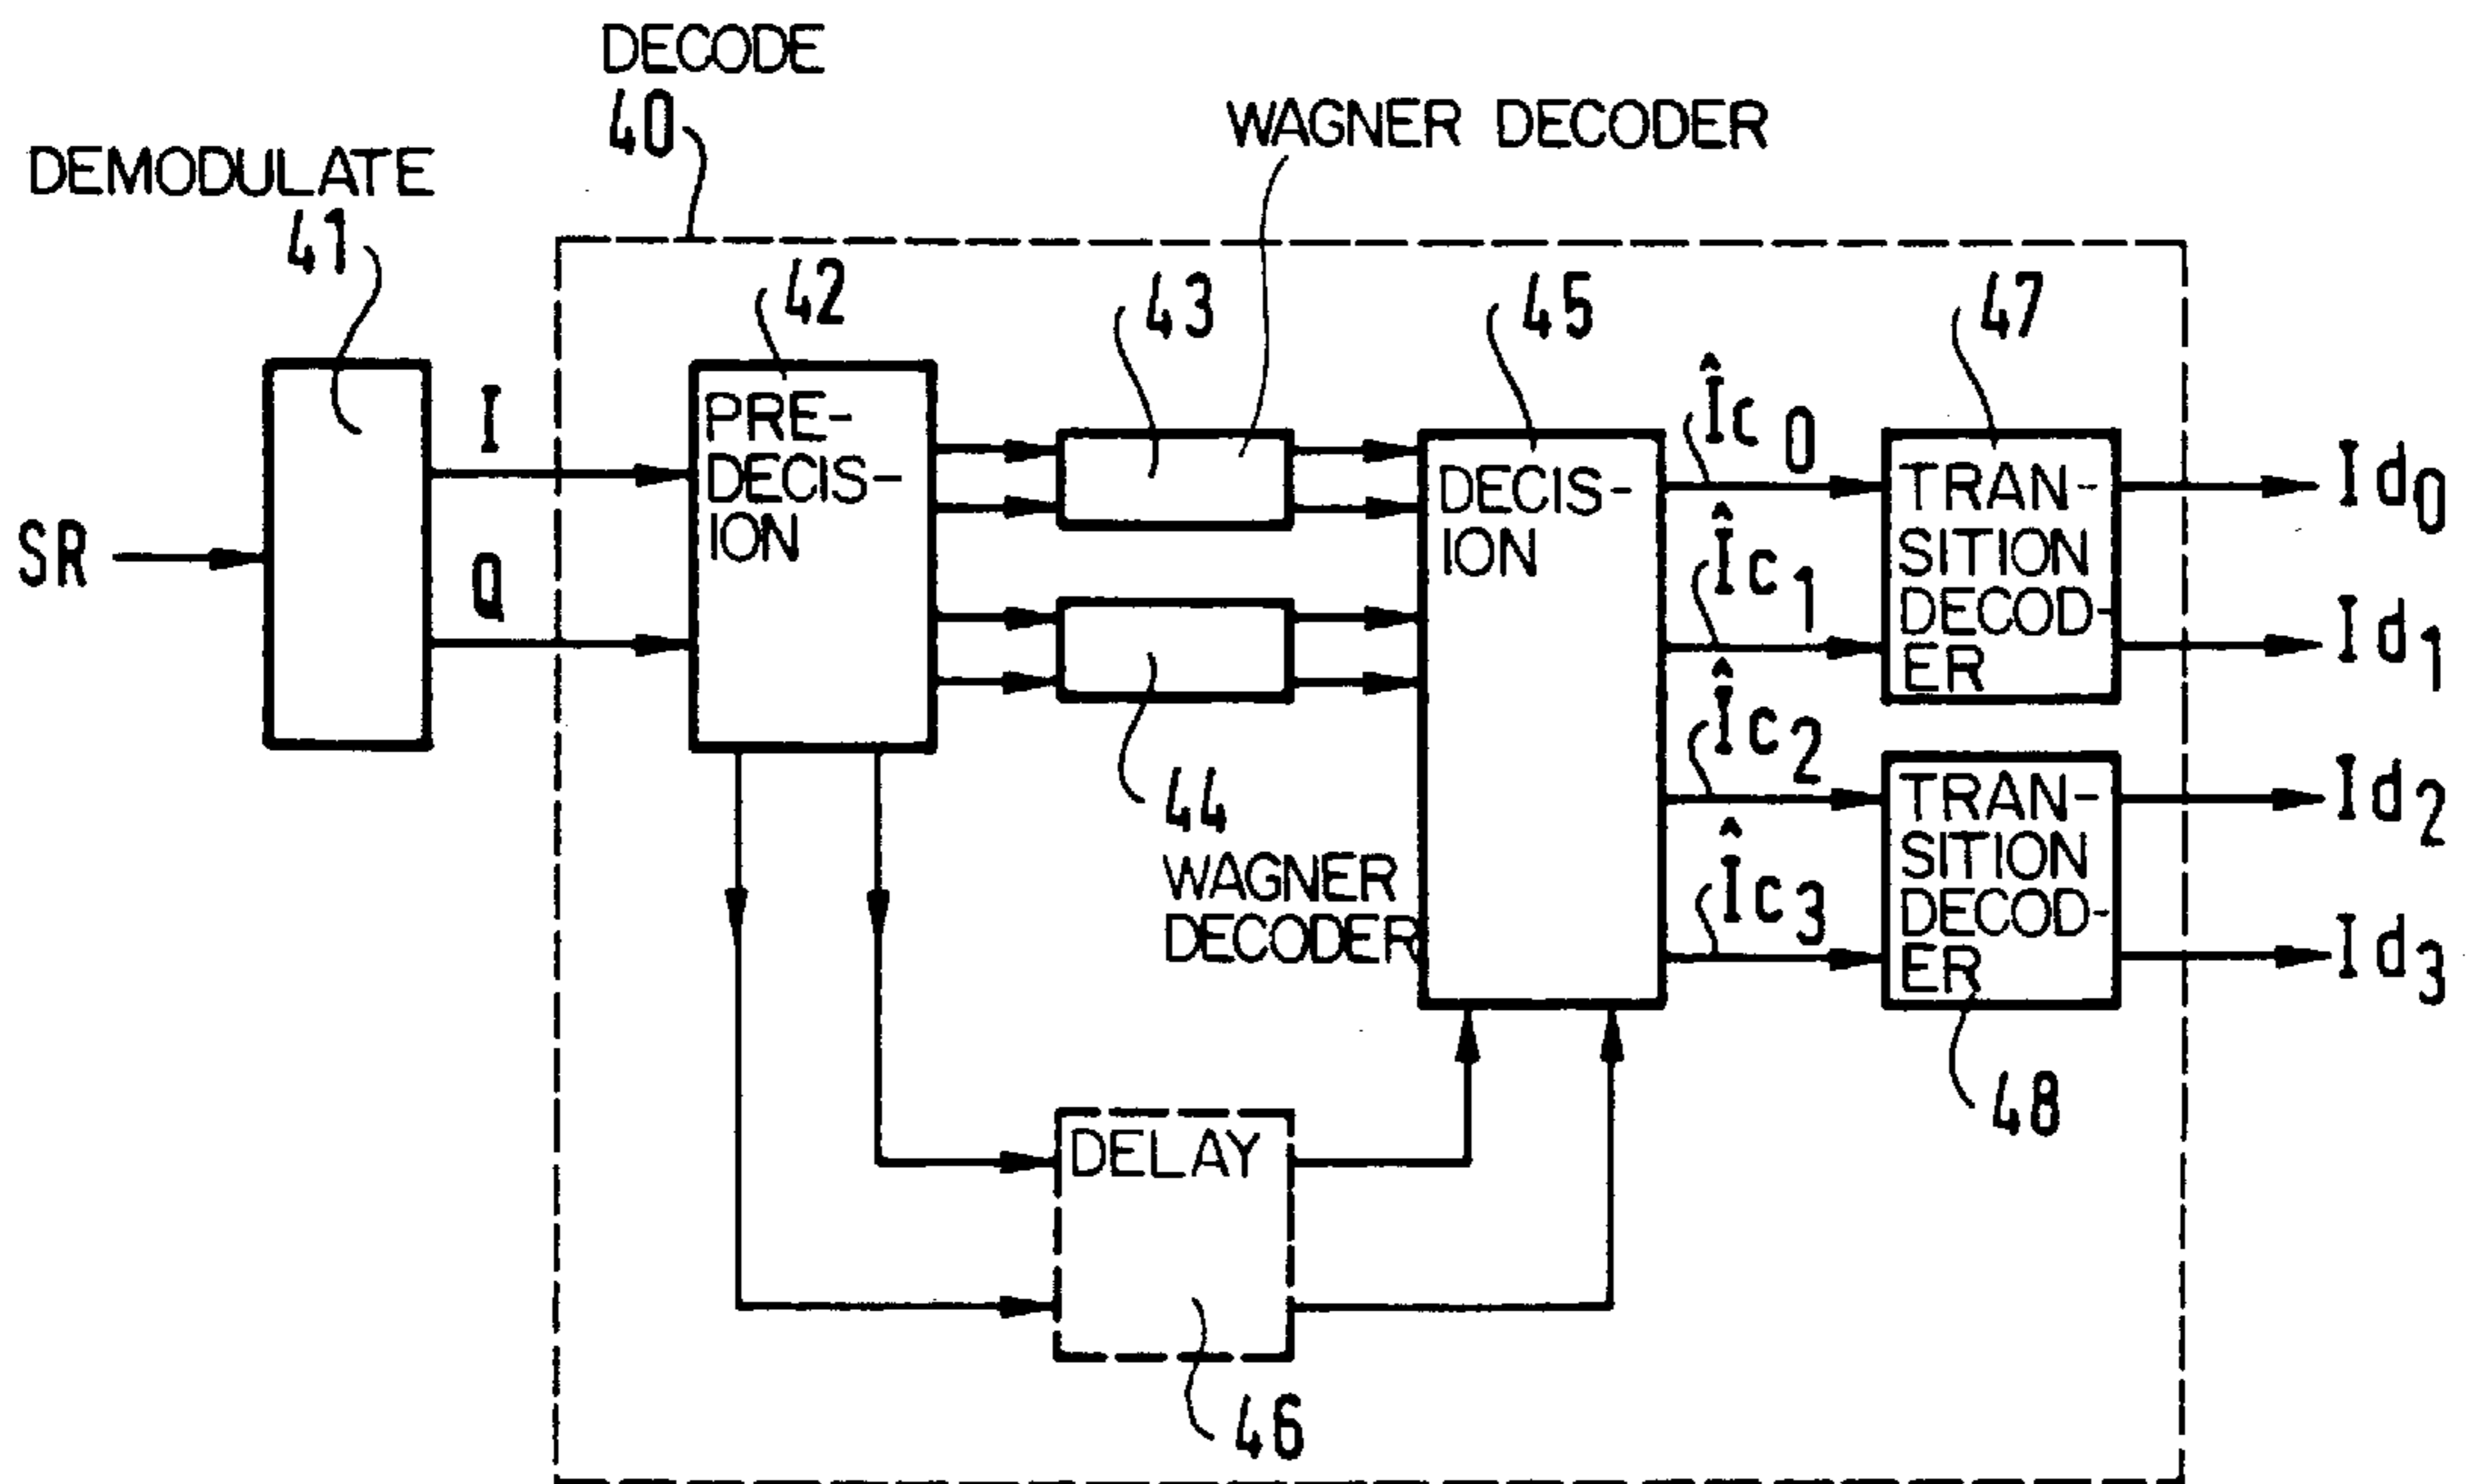 DECODE
40
WAGNER DECODER
DEMODULATE
41
42
43
45
47
I
Q
SR
PRE-
DECIS-
ION
DECIS-
ION
Îc0
Îc1
Îc2
Îc3
TRAN-
SITION
DECOD-
ER
TRAN-
SITION
DECOD-
ER
Id0
Id1
Id2
Id3
44
WAGNER
DECODER
48
DELAY
46